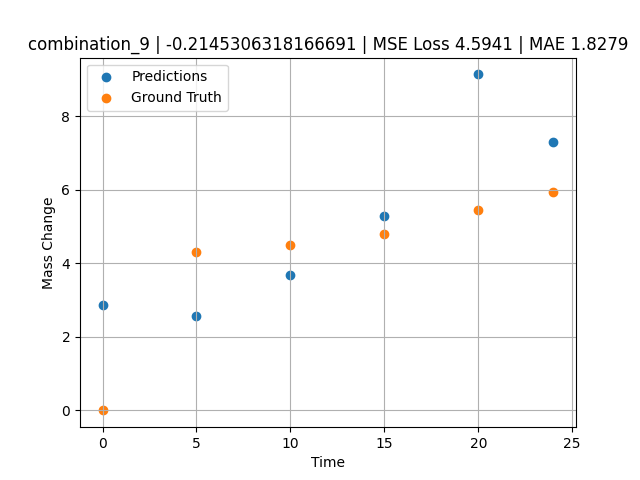 combination_9 | -0.2145306318166691 | MSE Loss 4.5941 | MAE 1.8279
Predictions
Ground Truth
8
6
4
2
0
Mass Change
0 5 10 15 20 25
Time